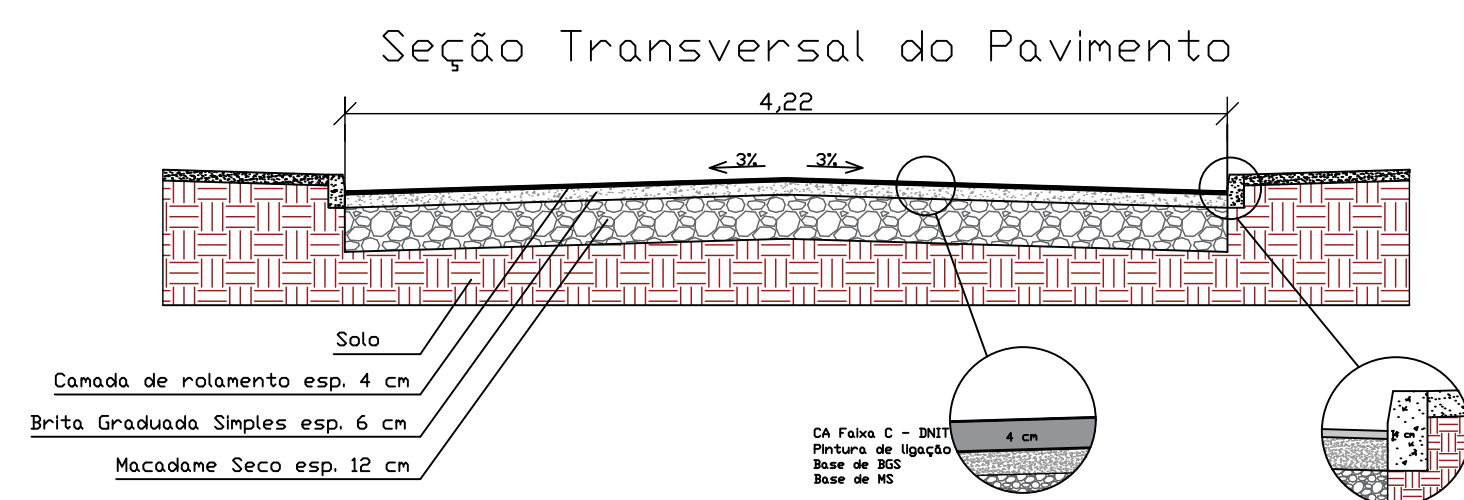 Seção Transversal do Pavimento
4,22
3% 3%
Solo
Camada de rolamento esp. 4 cm
Brita Graduada Simples esp. 6 cm
Macadame Seco esp. 12 cm
CA Faixa C - DNIT
Pintura de ligação
Base de BGS
Base de MS
4 cm
cm